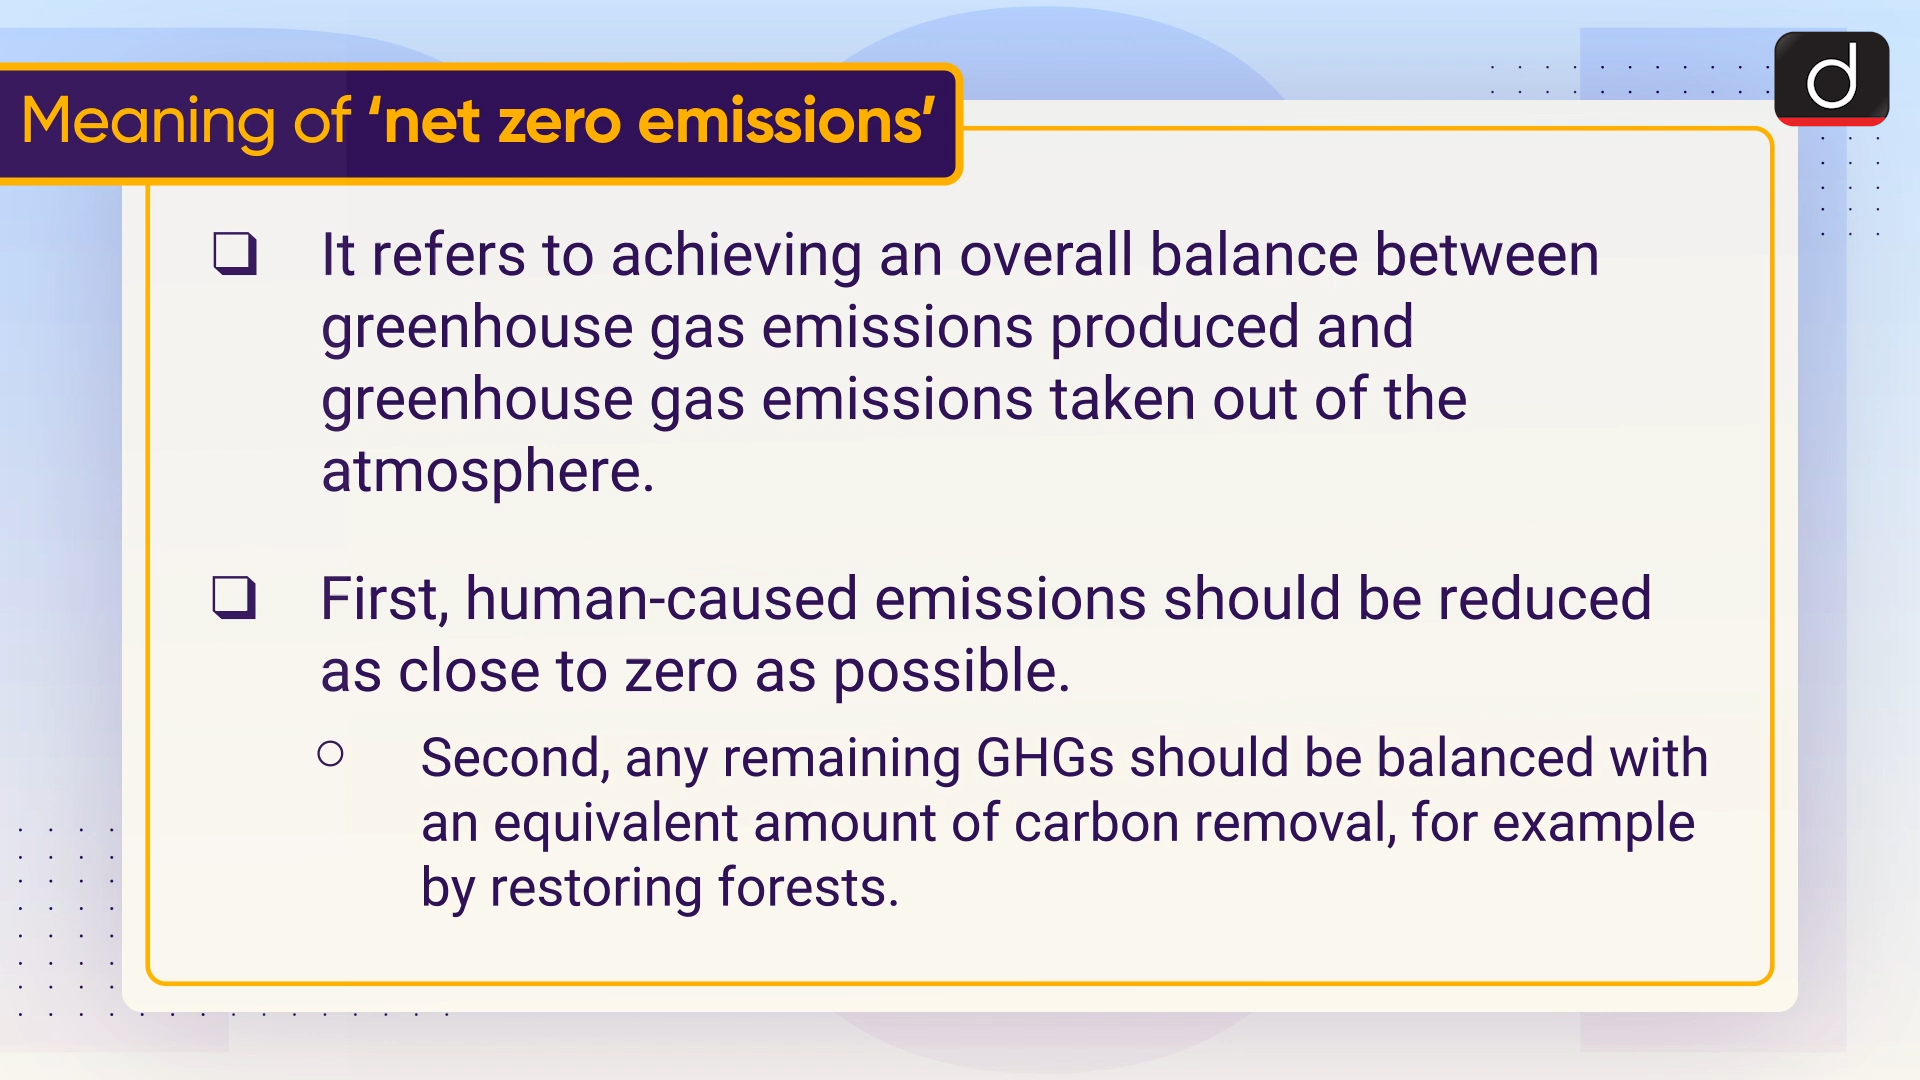 Meaning of ‘net zero emissions’
d
❑ It refers to achieving an overall balance between
greenhouse gas emissions produced and
greenhouse gas emissions taken out of the
atmosphere.
❑ First, human-caused emissions should be reduced
as close to zero as possible.
○ Second, any remaining GHGs should be balanced with
an equivalent amount of carbon removal, for example
by restoring forests.